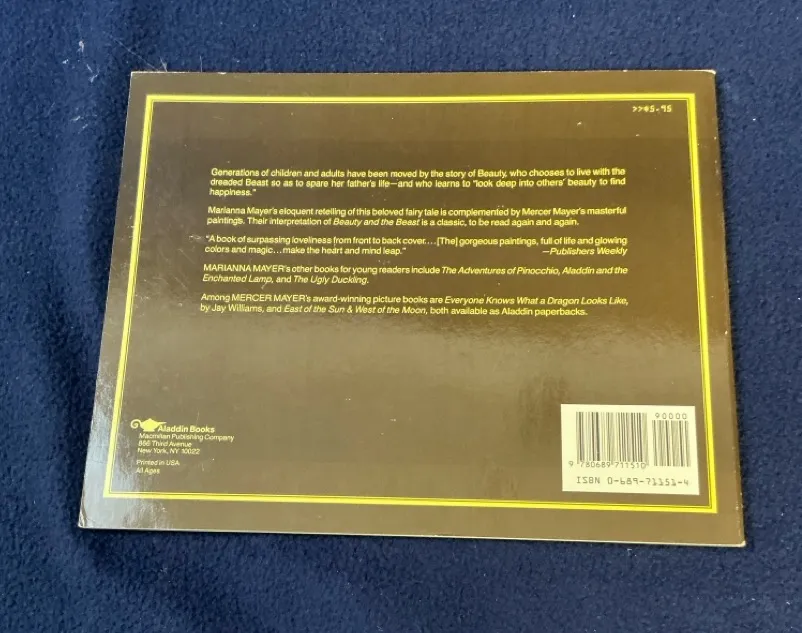 >>$5.95
Generations of children and adults have been moved by the story of Beauty, who chooses to live with the
dreaded Beast so as to spare her father's life—and who learns to "look deep into others' beauty to find
happiness."
Marianna Mayer's eloquent retelling of this beloved fairy tale is complemented by Mercer Mayer's masterful
paintings. Their interpretation of Beauty and the Beast is a classic, to be read again and again.
"A book of surpassing loveliness from front to back cover....[The] gorgeous paintings, full of life and glowing
colors and magic...make the heart and mind leap." —Publishers Weekly
MARIANNA MAYER's other books for young readers include The Adventures of Pinocchio, Aladdin and the
Enchanted Lamp, and The Ugly Duckling.
Among MERCER MAYER's award-winning picture books are Everyone Knows What a Dragon Looks Like,
by Jay Williams, and East of the Sun & West of the Moon, both available as Aladdin paperbacks.
Aladdin Books
Macmillan Publishing Company
866 Third Avenue
New York, NY 10022
Printed in USA
All Ages
90000
9 780689 711510
ISBN 0-689-71151-4